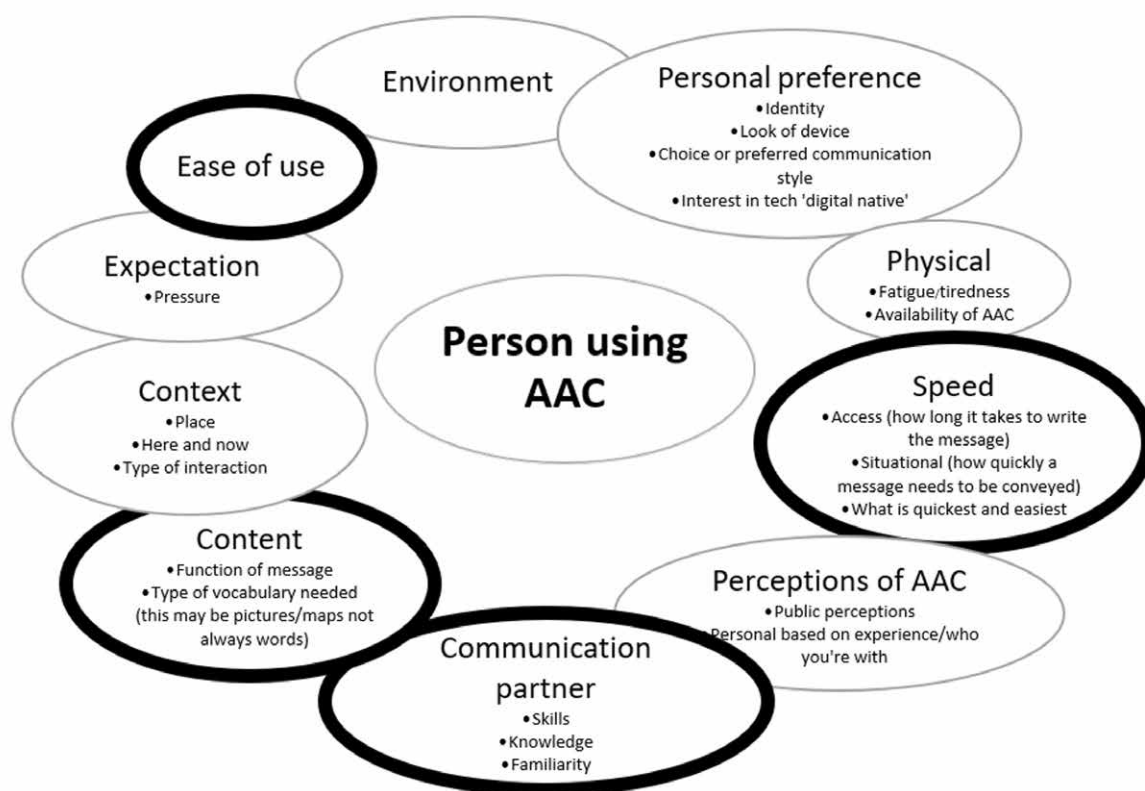 Environment
Personal preference
•Identity
•Look of device
•Choice or preferred communication
style
•Interest in tech 'digital native'
Ease of use
Expectation
•Pressure
Physical
•Fatigue/tiredness
•Availability of AAC
Person using
AAC
Context
•Place
•Here and now
•Type of interaction
Speed
•Access (how long it takes to write
the message)
•Situational (how quickly a
message needs to be conveyed)
•What is quickest and easiest
Content
•Function of message
•Type of vocabulary needed
(this may be pictures/maps not
always words)
Perceptions of AAC
•Public perceptions
Personal based on experience/who
you're with
Communication
partner
•Skills
•Knowledge
•Familiarity